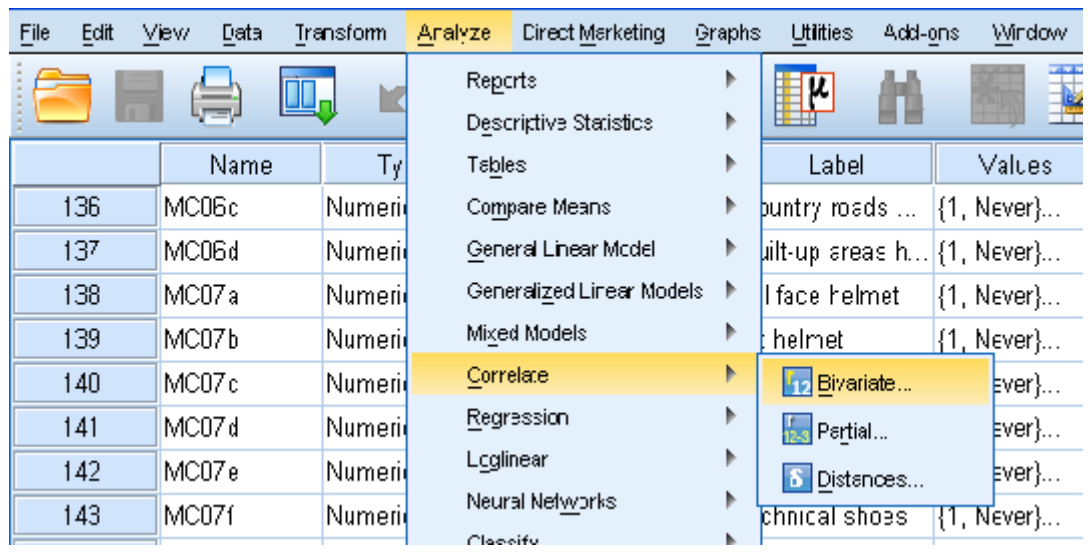 File Edit View Data Transform Analyze Direct Marketing Graphs Utilities Add-ons Window
Reports
Descriptive Statistics
Tables
Compare Means
General Linear Model
Generalized Linear Models
Mixed Models
Correlate
Regression
Loglinear
Neural Networks
Classify
Bivariate...
Partial...
Distances...
Name Ty Label Values
136 MC06c Numeri ountry roads ... {1, Never}...
137 MC06d Numeri uilt-up areas h... {1, Never}...
138 MC07a Numeri l face helmet {1, Never}...
139 MC07b Numeri t helmet {1, Never}...
140 MC07c Numeri ever}...
141 MC07d Numeri ever}...
142 MC07e Numeri ever}...
143 MC07f Numeri chnical shoes {1, Never}...